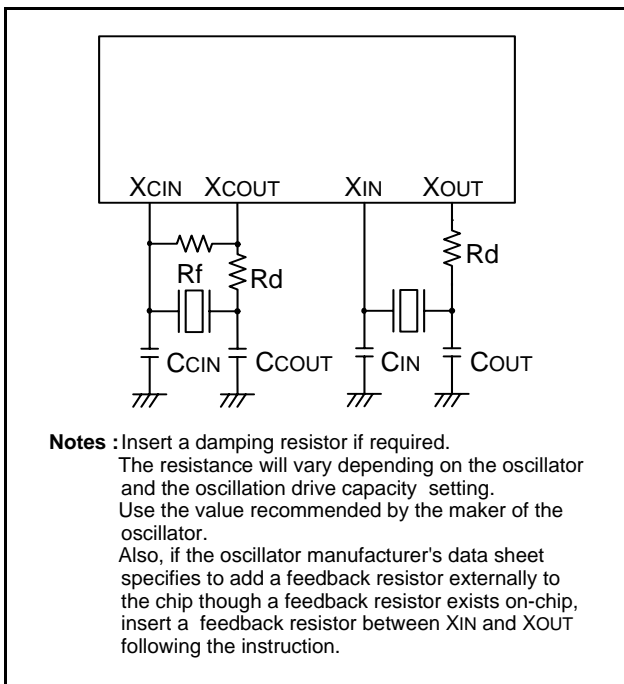 XCIN XCOUT XIN XOUT
Rf Rd Rd
CCIN CCOUT CIN COUT
Notes : Insert a damping resistor if required.
The resistance will vary depending on the oscillator
and the oscillation drive capacity setting.
Use the value recommended by the maker of the
oscillator.
Also, if the oscillator manufacturer's data sheet
specifies to add a feedback resistor externally to
the chip though a feedback resistor exists on-chip,
insert a feedback resistor between XIN and XOUT
following the instruction.